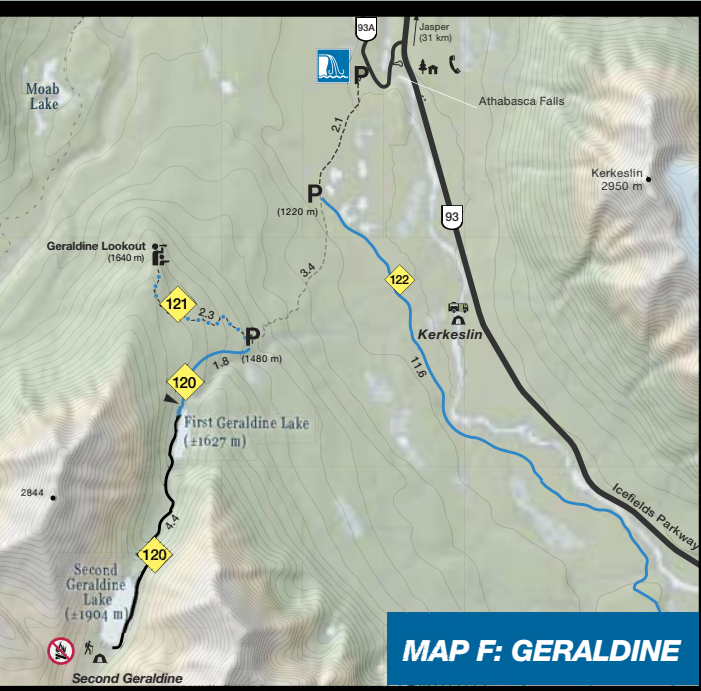 93A
Jasper
(31 km)
P
Athabasca Falls
Moab
Lake
2.1
Kerkeslin
2950 m
P
(1220 m)
93
Geraldine Lookout
(1640 m)
3.4
122
121
2.3
Kerkeslin
P
(1480 m)
1.8
11.6
120
First Geraldine Lake
(±1627 m)
2844
4.4
Icefields Parkway
120
Second
Geraldine
Lake
(±1904 m)
MAP F: GERALDINE
Second Geraldine